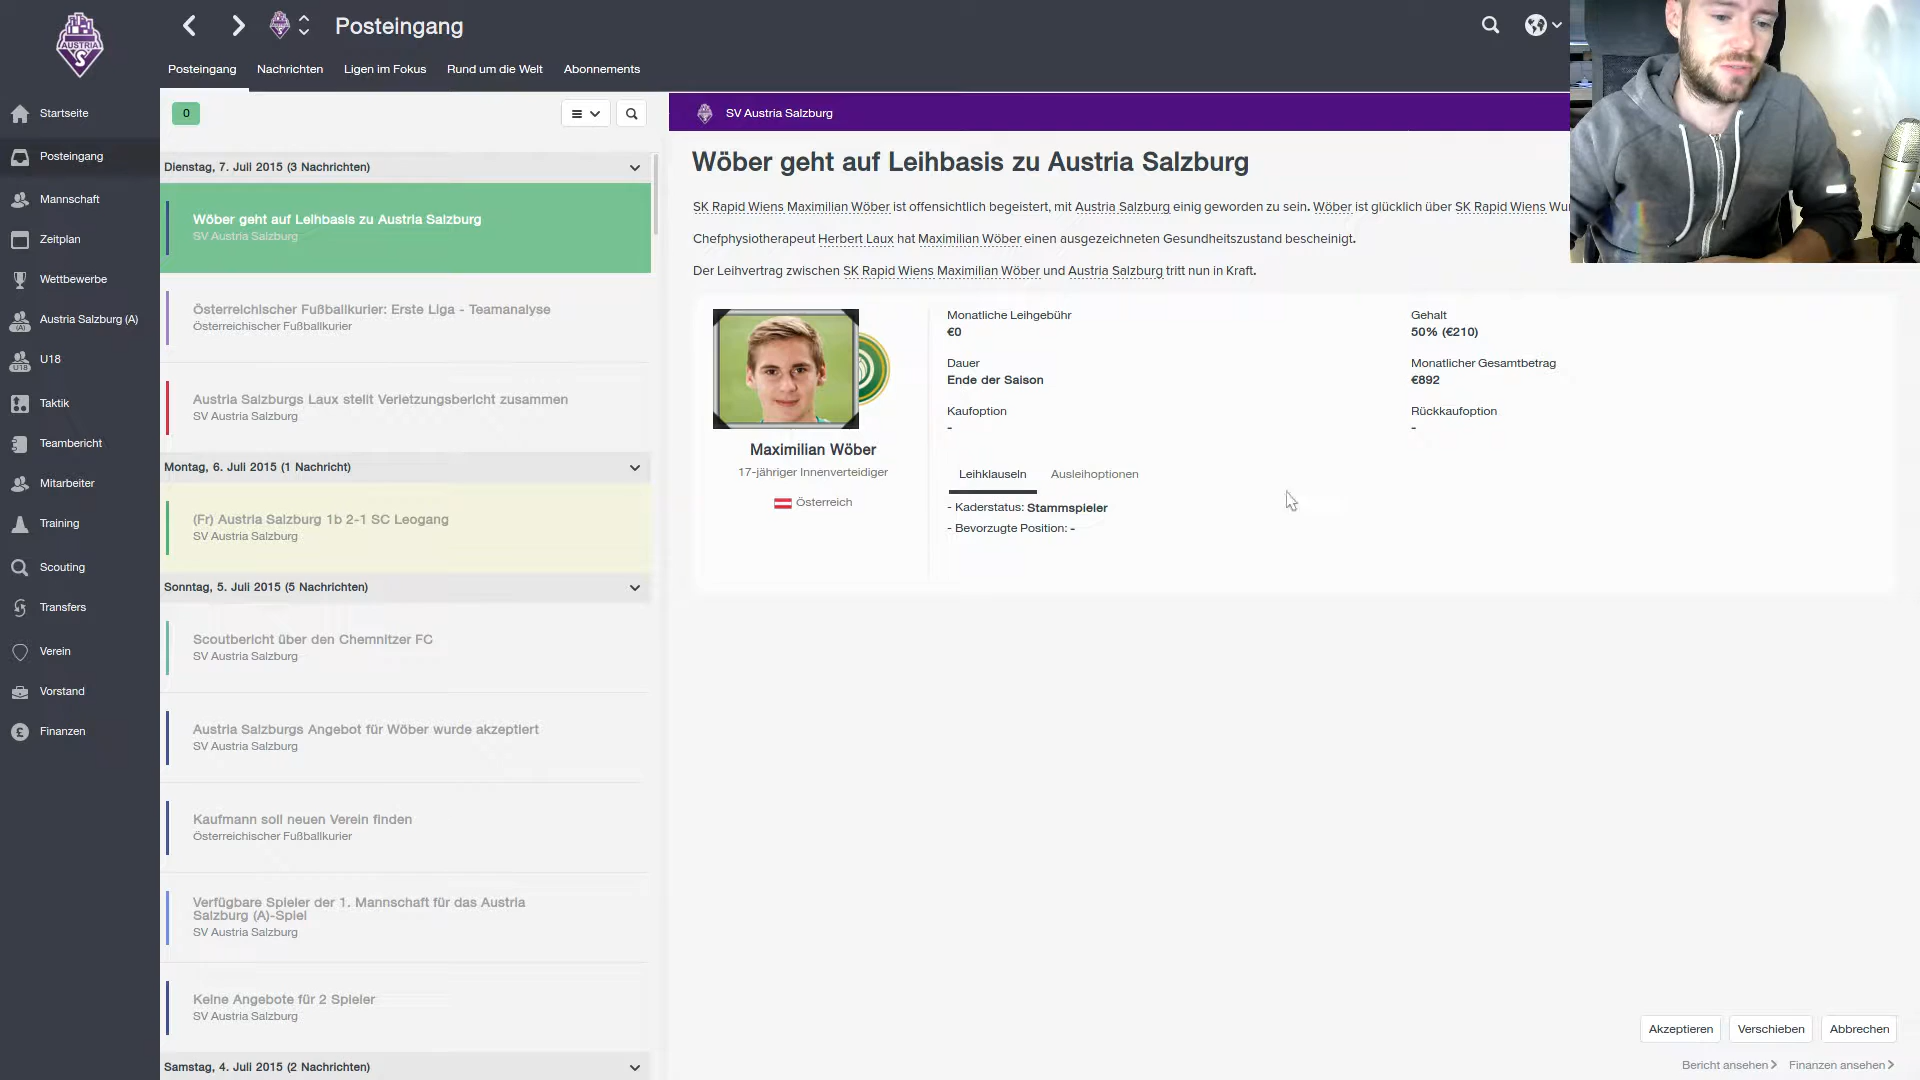 AUSTRIA
S
Posteingang
Posteingang
Nachrichten
Ligen im Fokus
Rund um die Welt
Abonnements
Startseite
Posteingang
Mannschaft
Zeitplan
Wettbewerbe
Austria Salzburg (A)
U18
Taktik
Teambericht
Mitarbeiter
Training
Scouting
Transfers
Verein
Vorstand
Finanzen
0
Dienstag, 7. Juli 2015 (3 Nachrichten)
Wöber geht auf Leihbasis zu Austria Salzburg
SV Austria Salzburg
Österreichischer Fußballkurier: Erste Liga - Teamanalyse
Österreichischer Fußballkurier
Austria Salzburgs Laux stellt Verletzungsbericht zusammen
SV Austria Salzburg
Montag, 6. Juli 2015 (1 Nachricht)
(Fr) Austria Salzburg 1b 2-1 SC Leogang
SV Austria Salzburg
Sonntag, 5. Juli 2015 (5 Nachrichten)
Scoutbericht über den Chemnitzer FC
SV Austria Salzburg
Austria Salzburgs Angebot für Wöber wurde akzeptiert
SV Austria Salzburg
Kaufmann soll neuen Verein finden
Österreichischer Fußballkurier
Verfügbare Spieler der 1. Mannschaft für das Austria
Salzburg (A)-Spiel
SV Austria Salzburg
Keine Angebote für 2 Spieler
SV Austria Salzburg
Samstag, 4. Juli 2015 (2 Nachrichten)
SV Austria Salzburg
Wöber geht auf Leihbasis zu Austria Salzburg
SK Rapid Wiens Maximilian Wöber ist offensichtlich begeistert, mit Austria Salzburg einig geworden zu sein. Wöber ist glücklich über SK Rapid Wiens Wu
Chefphysiotherapeut Herbert Laux hat Maximilian Wöber einen ausgezeichneten Gesundheitszustand bescheinigt.
Der Leihvertrag zwischen SK Rapid Wiens Maximilian Wöber und Austria Salzburg tritt nun in Kraft.
Maximilian Wöber
17-jähriger Innenverteidiger
Österreich
Monatliche Leihgebühr
€0
Dauer
Ende der Saison
Kaufoption
-
Gehalt
50% (€210)
Monatlicher Gesamtbetrag
€892
Rückkaufoption
-
Leihklauseln
Ausleihoptionen
- Kaderstatus: Stammspieler
- Bevorzugte Position: -
Akzeptieren
Verschieben
Abbrechen
Bericht ansehen
Finanzen ansehen